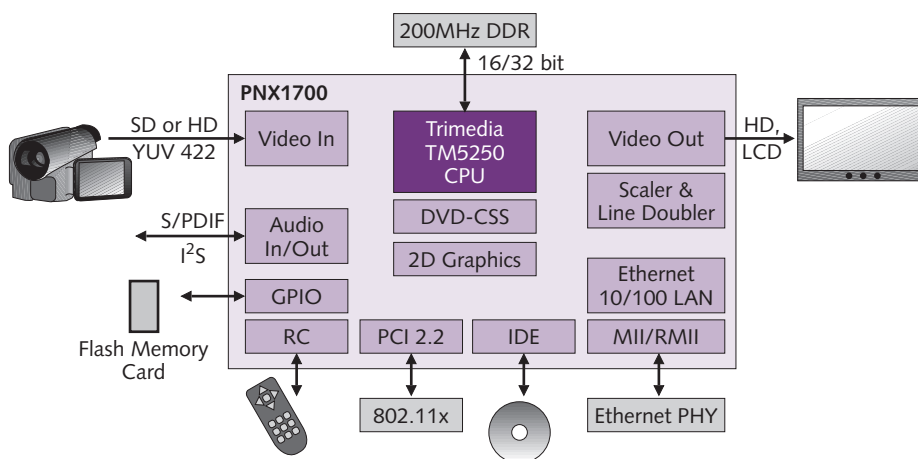 200MHz DDR
16/32 bit
PNX1700
SD or HD
YUV 422
Video In
Trimedia
TM5250
CPU
Video Out
HD,
LCD
Scaler &
Line Doubler
DVD-CSS
S/PDIF
I²S
Audio
In/Out
2D Graphics
Ethernet
10/100 LAN
GPIO
Flash Memory
Card
RC
PCI 2.2
IDE
MII/RMII
802.11x
Ethernet PHY